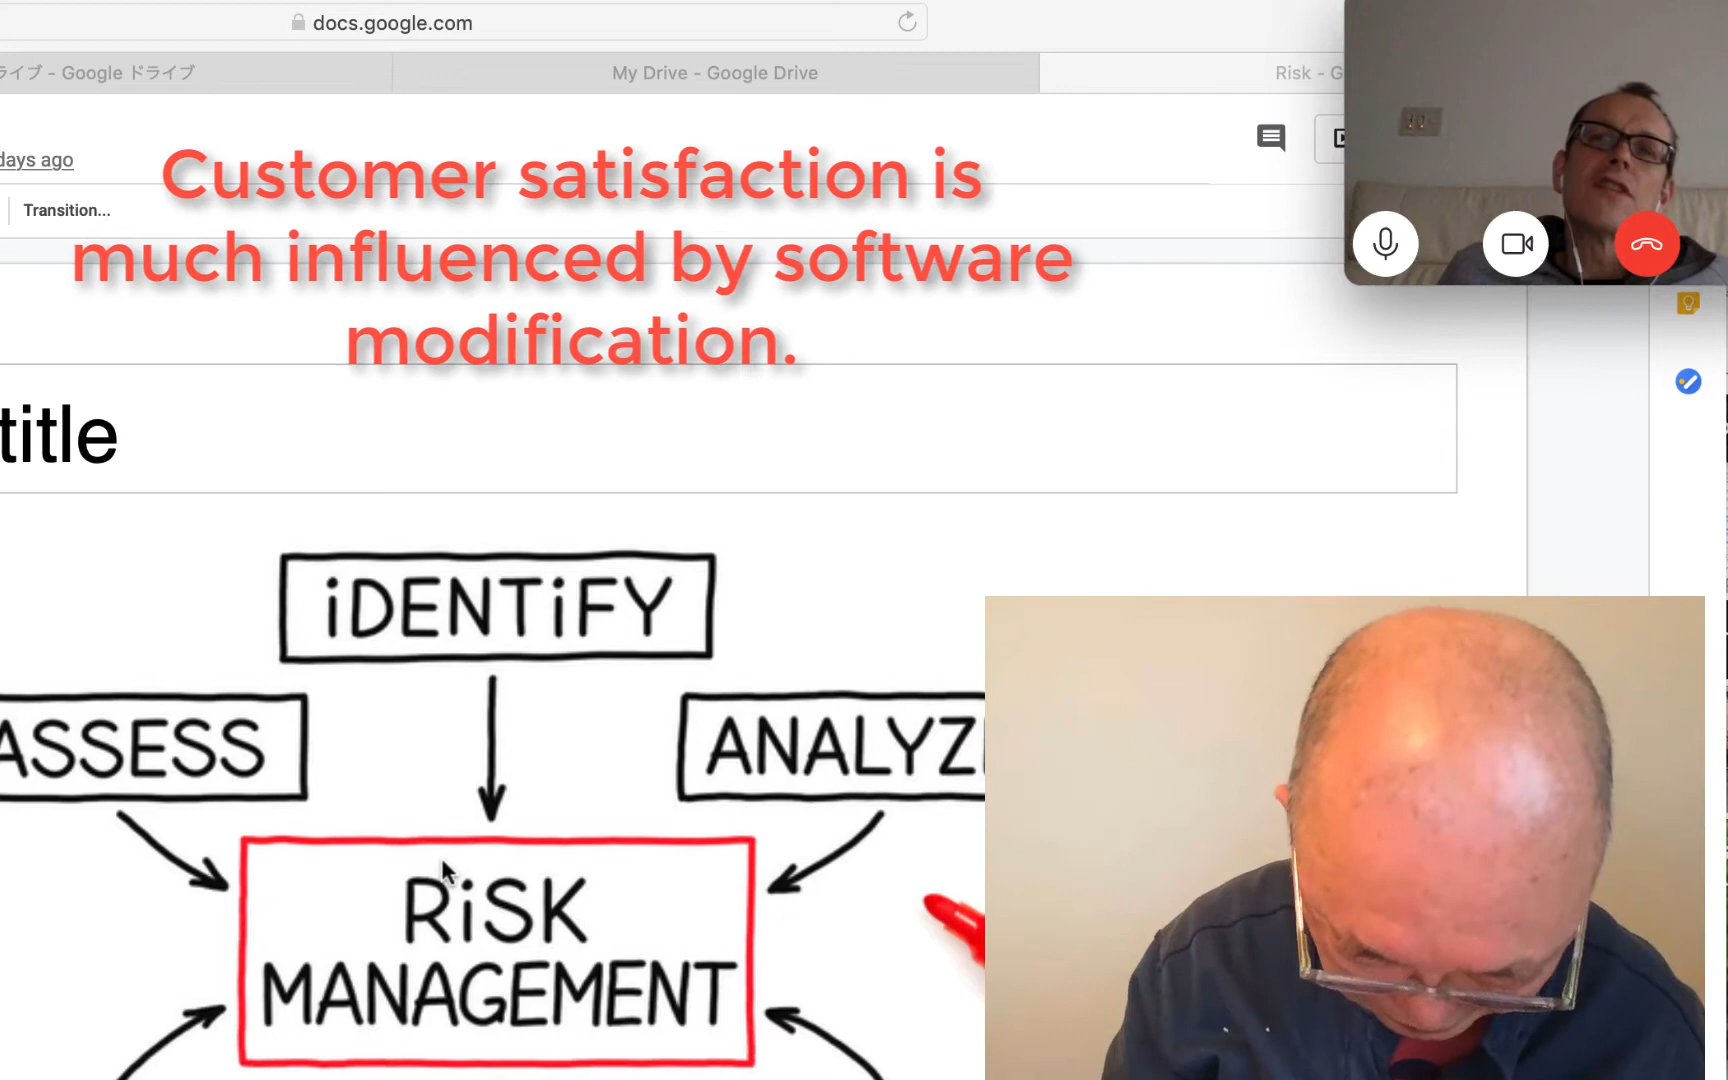 docs.google.com
ライブ - Google ドライブ
My Drive - Google Drive
Risk - G
days ago
Transition...
Customer satisfaction is
much influenced by software
modification.
title
iDENTiFY
ASSESS
ANALYZ
RiSK
MANAGEMENT